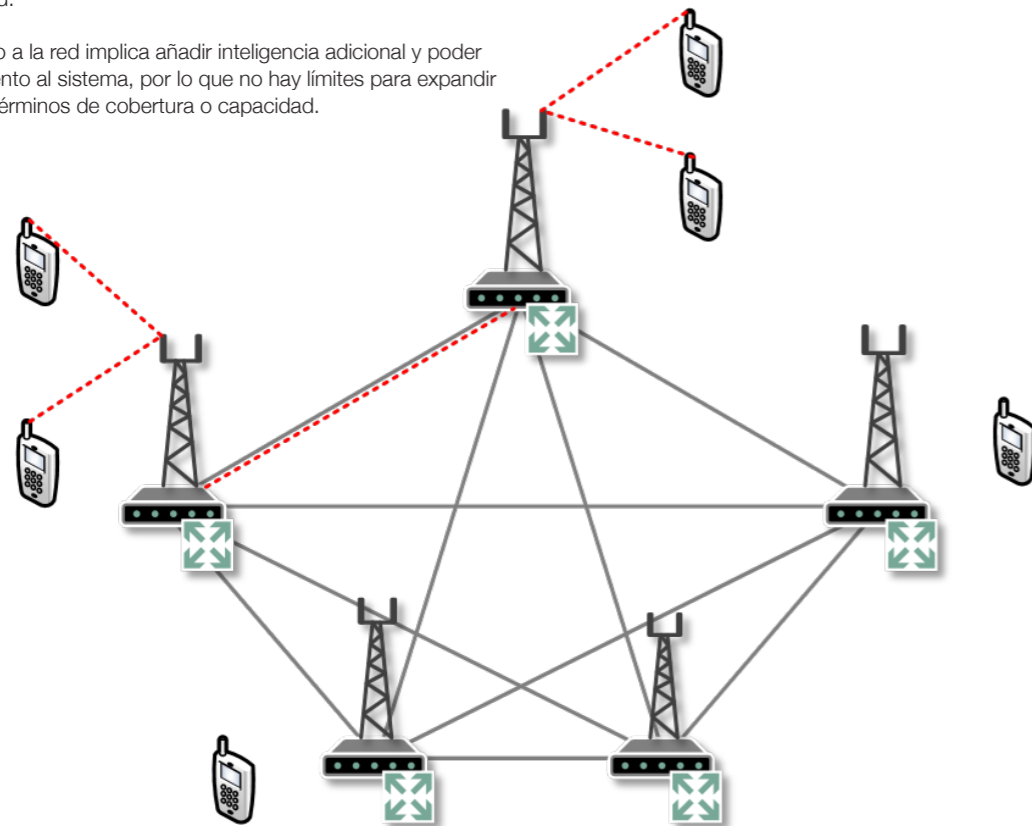 o a la red implica añadir inteligencia adicional y poder
ento al sistema, por lo que no hay límites para expandir
érminos de cobertura o capacidad.